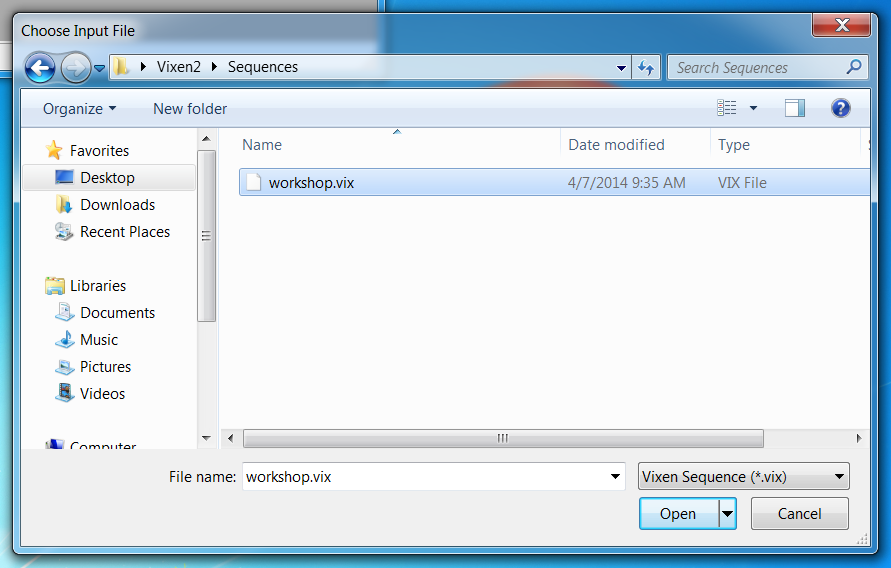 Choose Input File
Vixen2 Sequences
Search Sequences
Organize New folder
Name Date modified Type
workshop.vix 4/7/2014 9:35 AM VIX File
Favorites
Desktop
Downloads
Recent Places
Libraries
Documents
Music
Pictures
Videos
Computer
File name: workshop.vix Vixen Sequence (*.vix)
Open Cancel